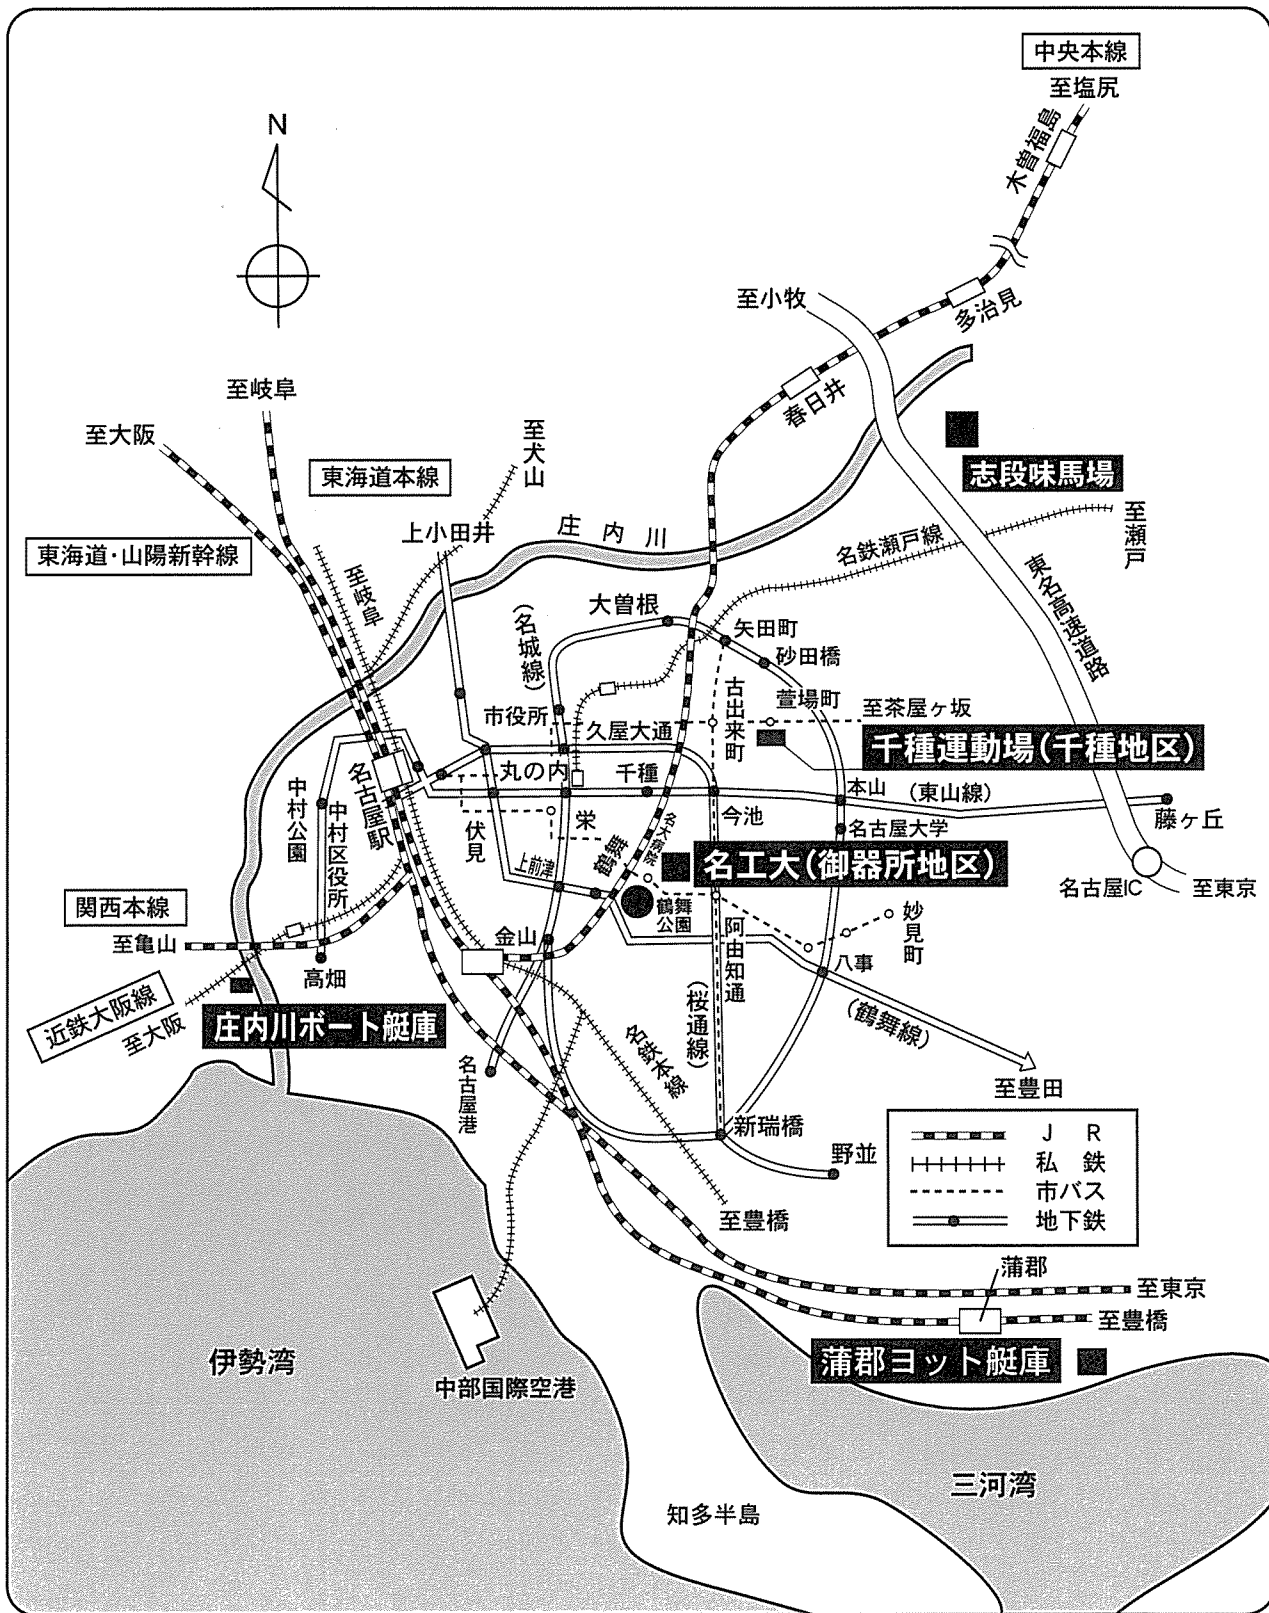 中央本線
至塩尻
木曽福島
N
至小牧
多治見
春日井
至岐阜
至大阪
至犬山
東海道本線
志段味馬場
上小田井
庄内川
至瀬戸
名鉄瀬戸線
東海道・山陽新幹線
至岐阜
東名高速道路
大曽根
(名城線)
矢田町
砂田橋
古出来町
萱場町
至茶屋ヶ坂
市役所
久屋大通
千種運動場(千種地区)
名古屋駅
丸の内
千種
中村公園
中村区役所
本山
(東山線)
今池
藤ヶ丘
伏見
栄
名大病院
名古屋大学
鶴舞
上前津
名工大(御器所地区)
名古屋IC
至東京
関西本線
鶴舞
公園
妙見町
至亀山
金山
阿由知通
高畑
八事
近鉄大阪線
至大阪
庄内川ボート艇庫
(桜通線)
(鶴舞線)
名鉄本線
名古屋港
至豊田
新瑞橋
野並
JR
私鉄
市バス
地下鉄
至豊橋
蒲郡
至東京
至豊橋
蒲郡ヨット艇庫
伊勢湾
中部国際空港
三河湾
知多半島